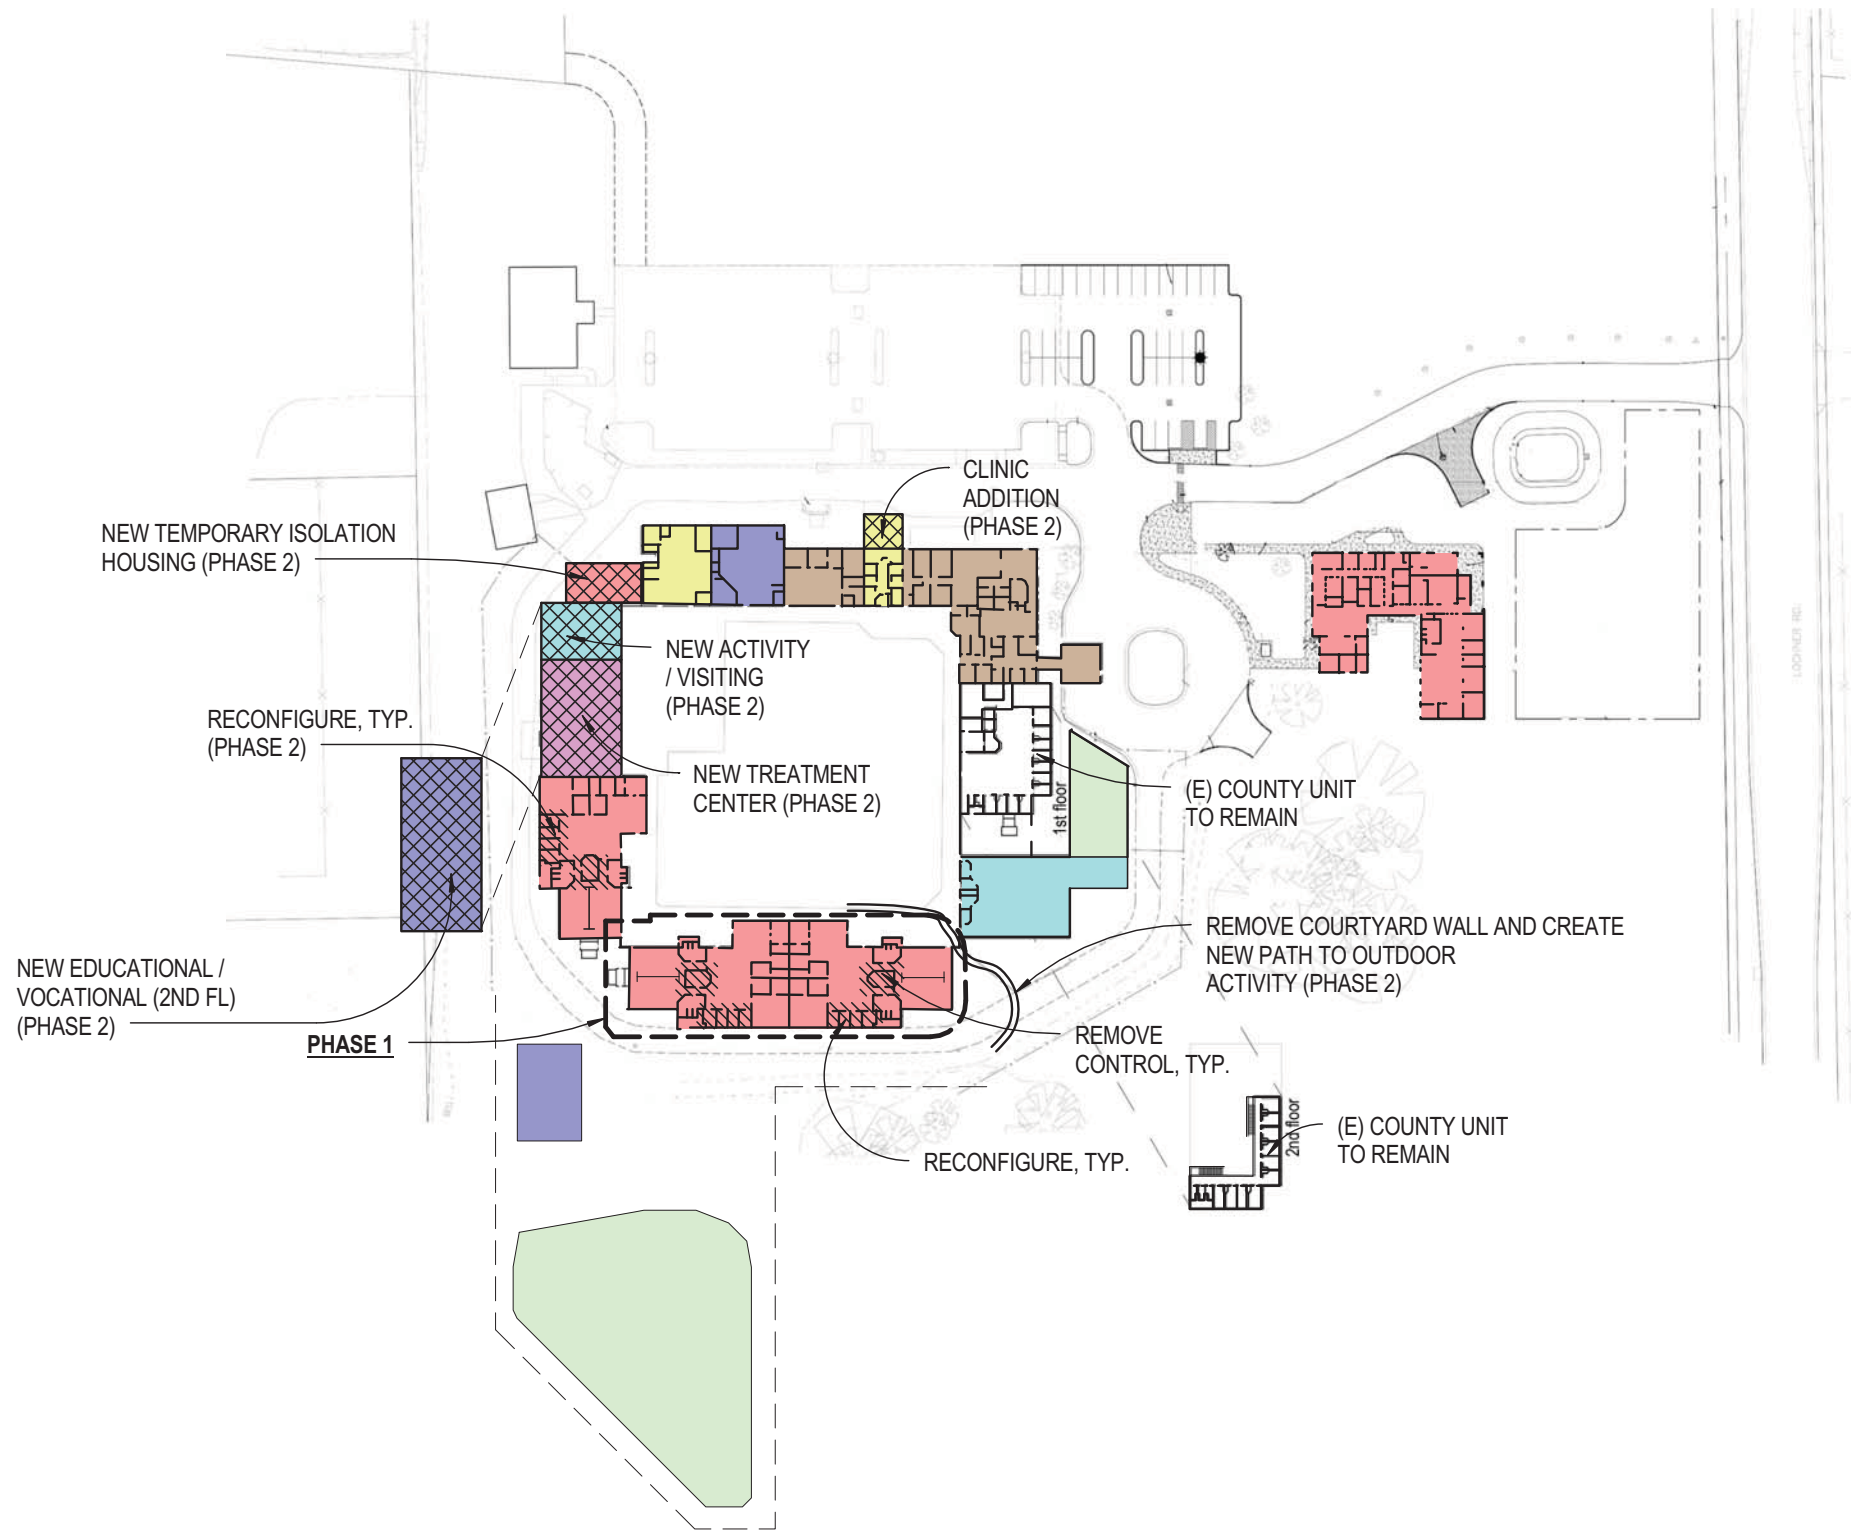 CLINIC
ADDITION
(PHASE 2)
NEW TEMPORARY ISOLATION
HOUSING (PHASE 2)
NEW ACTIVITY
/ VISITING
(PHASE 2)
RECONFIGURE, TYP.
(PHASE 2)
NEW TREATMENT
CENTER (PHASE 2)
(E) COUNTY UNIT
TO REMAIN
1st floor
REMOVE COURTYARD WALL AND CREATE
NEW PATH TO OUTDOOR
ACTIVITY (PHASE 2)
NEW EDUCATIONAL /
VOCATIONAL (2ND FL)
(PHASE 2)
PHASE 1
REMOVE
CONTROL, TYP.
RECONFIGURE, TYP.
2nd floor
(E) COUNTY UNIT
TO REMAIN